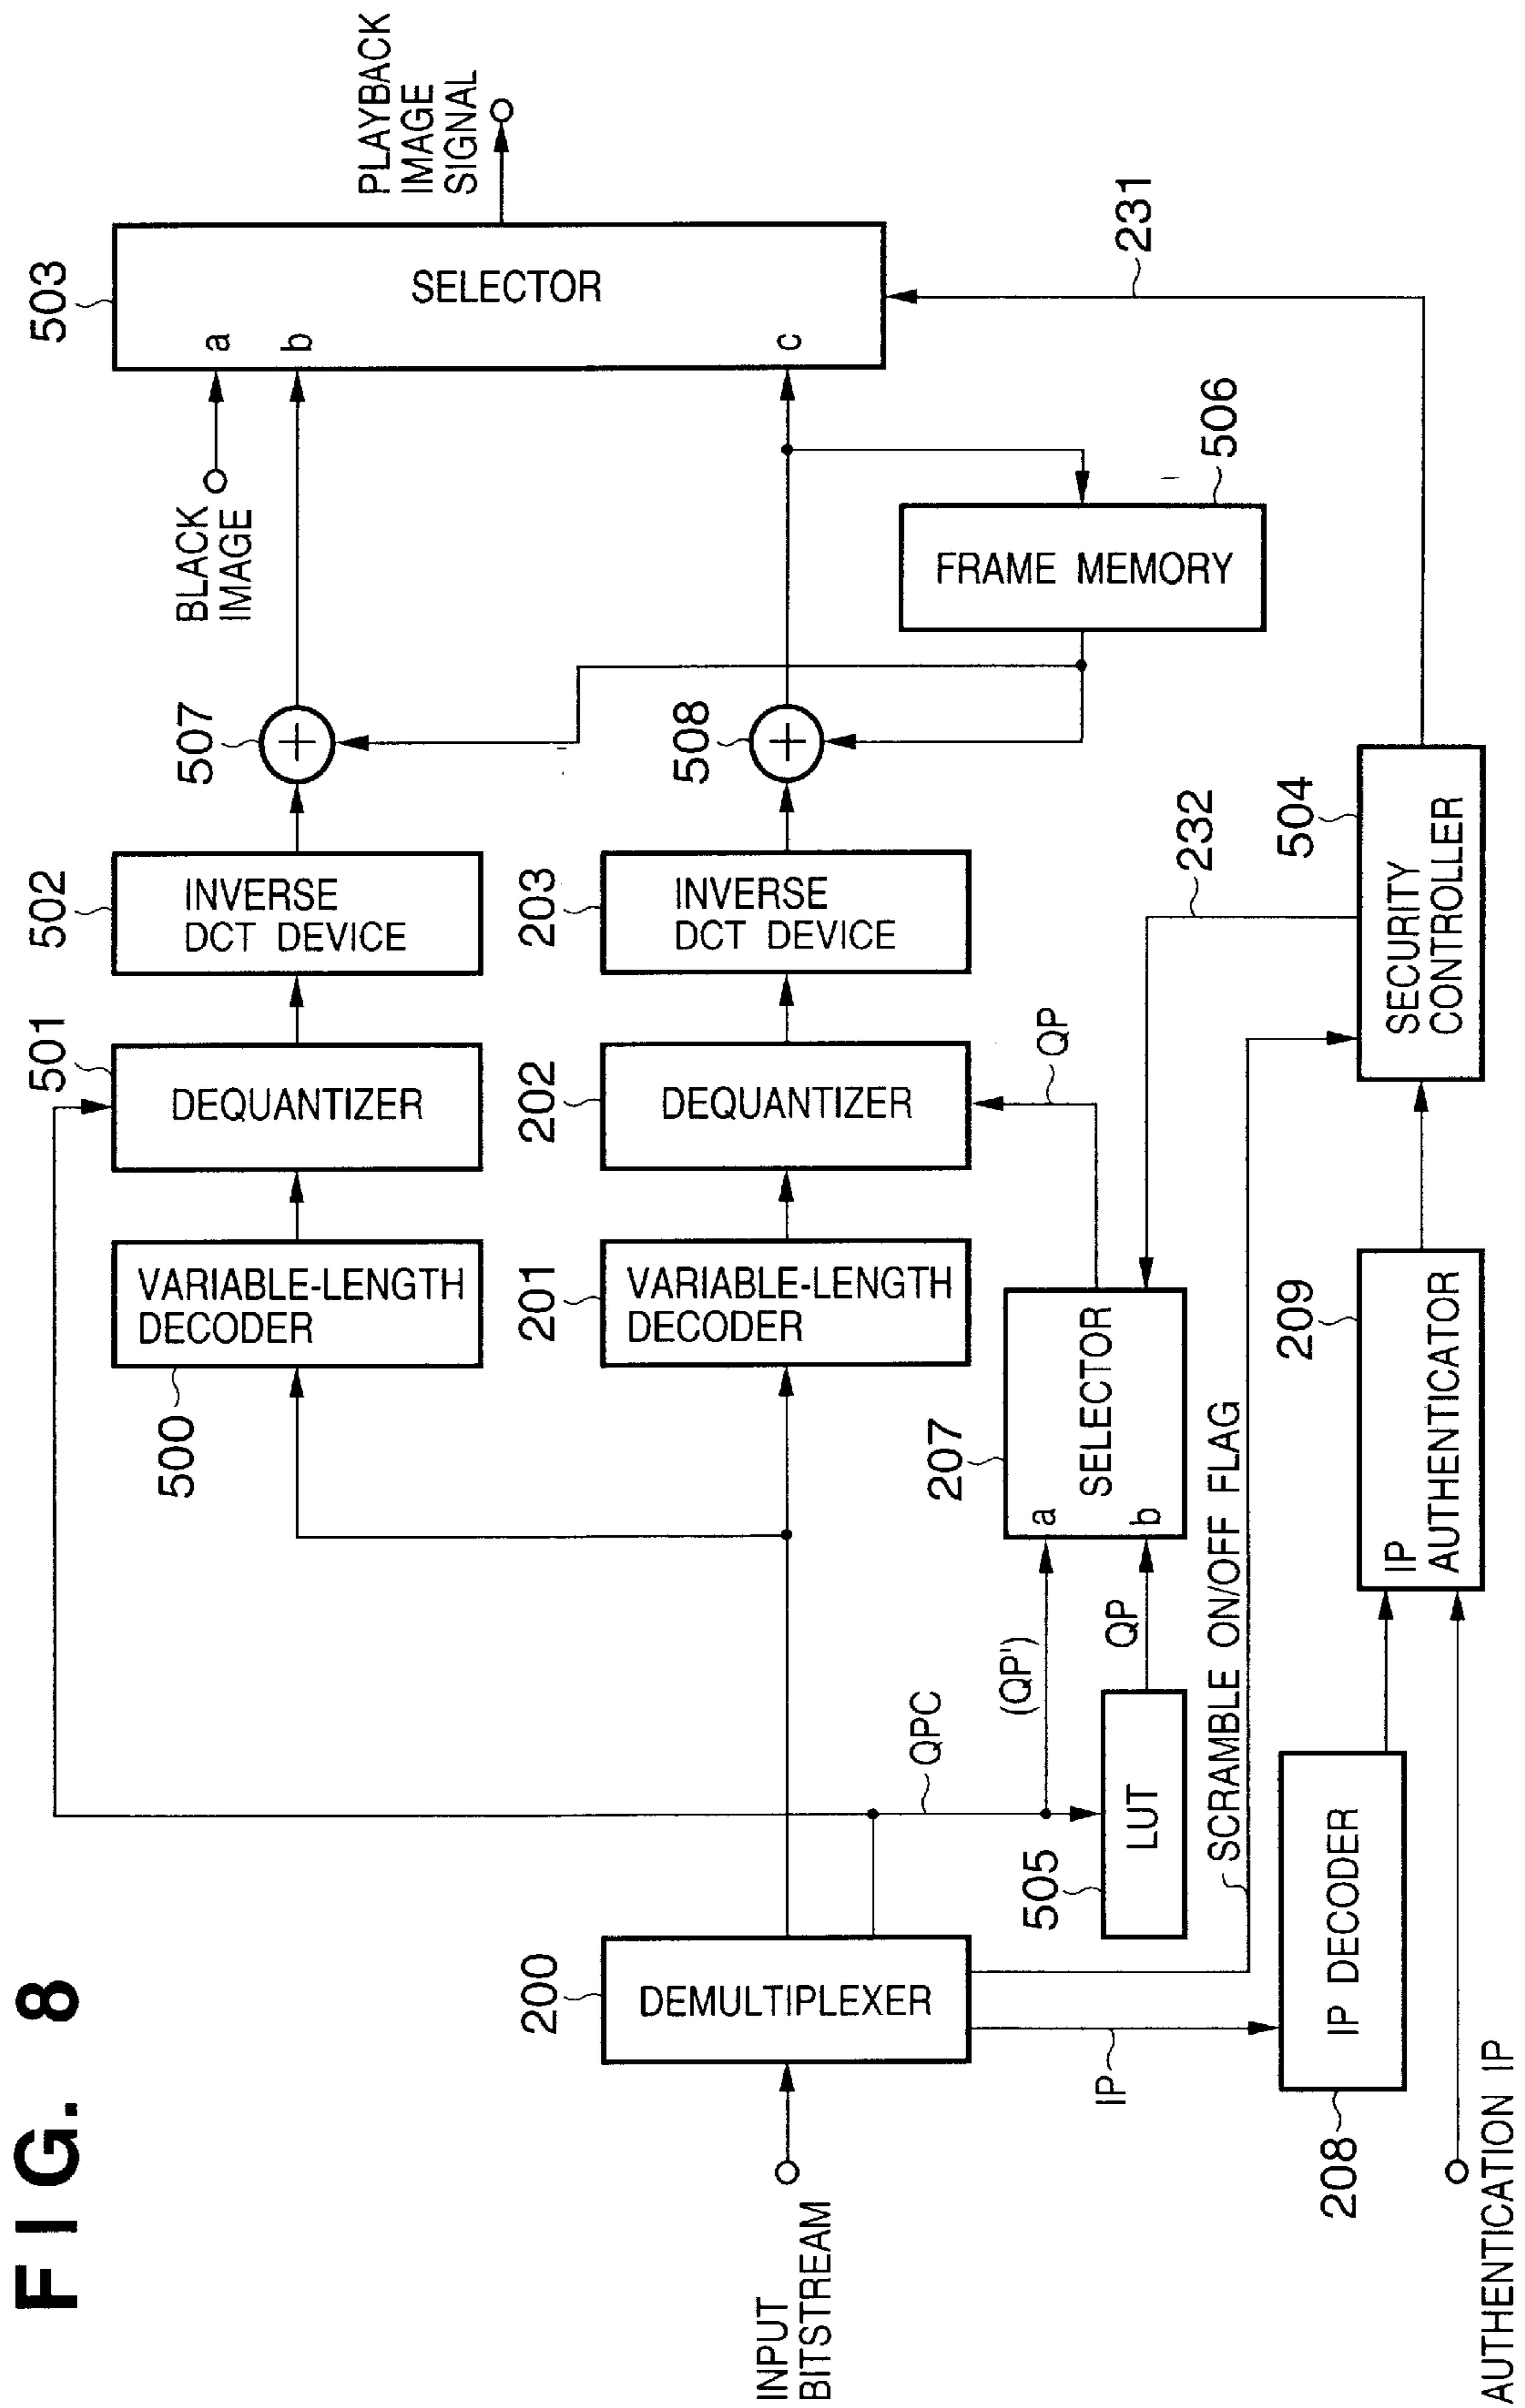 FIG. 8
503
SELECTOR
a
b
c
PLAYBACK
IMAGE
SIGNAL
BLACK
IMAGE
507
508
506
FRAME MEMORY
231
502
INVERSE
DCT DEVICE
203
INVERSE
DCT DEVICE
501
DEQUANTIZER
202
DEQUANTIZER
QP
500
VARIABLE-LENGTH
DECODER
201
VARIABLE-LENGTH
DECODER
207
SELECTOR
a
b
232
504
SECURITY
CONTROLLER
209
IP
AUTHENTICATOR
QPC
(QP')
QP
505
LUT
SCRAMBLE ON/OFF FLAG
200
DEMULTIPLEXER
IP
208
IP DECODER
INPUT
BITSTREAM
AUTHENTICATION IP